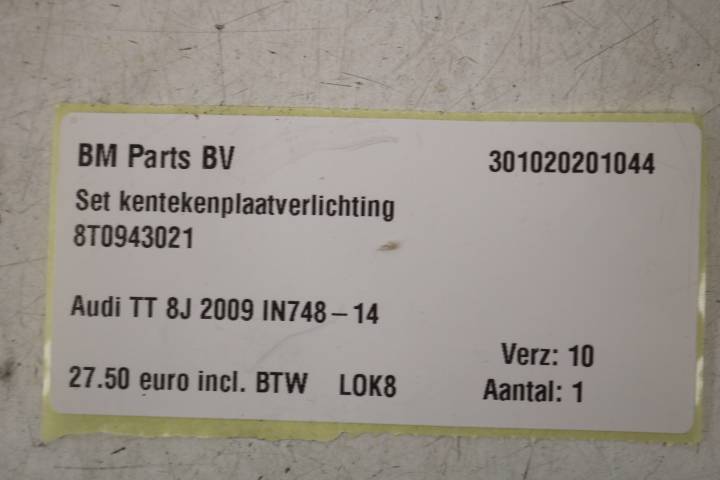 BM Parts BV 301020201044
Set kentekenplaatverlichting
8T0943021
Audi TT 8J 2009 IN748-14
Verz: 10
27.50 euro incl. BTW LOK8 Aantal: 1